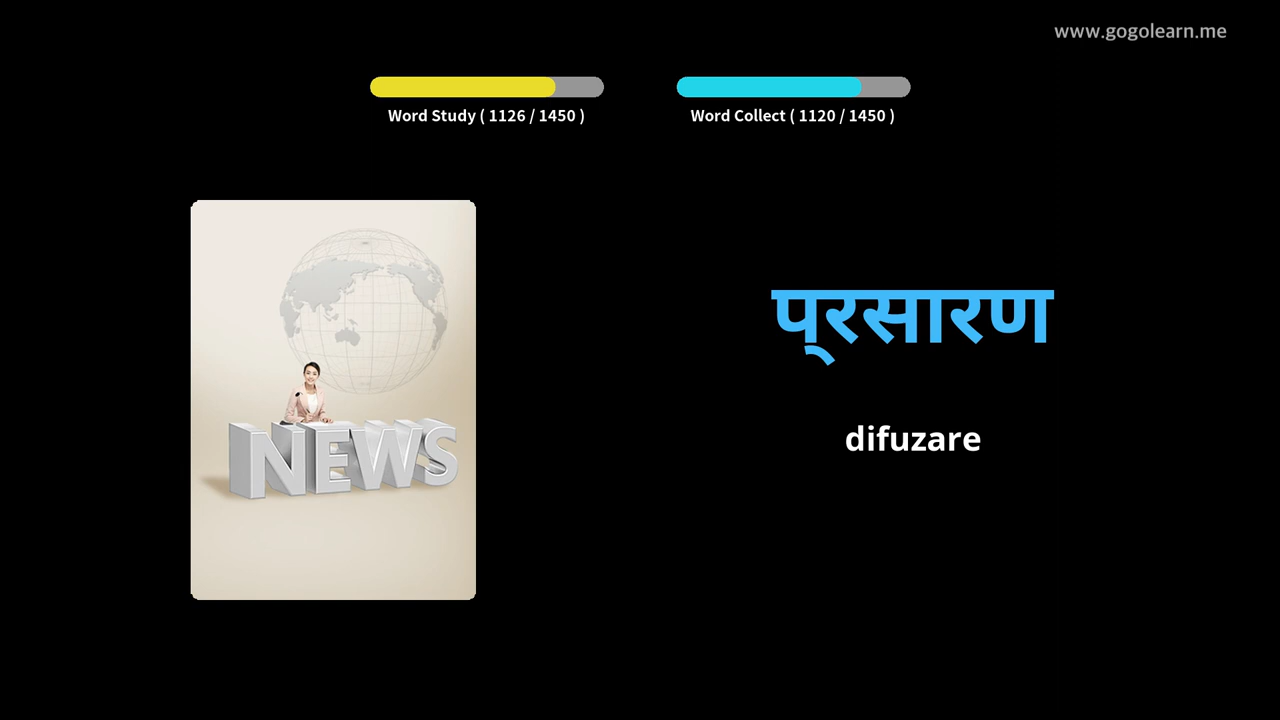 www.gogolearn.me
Word Study ( 1126 / 1450 )
Word Collect ( 1120 / 1450 )
NEWS
प्‌रसारण
difuzare